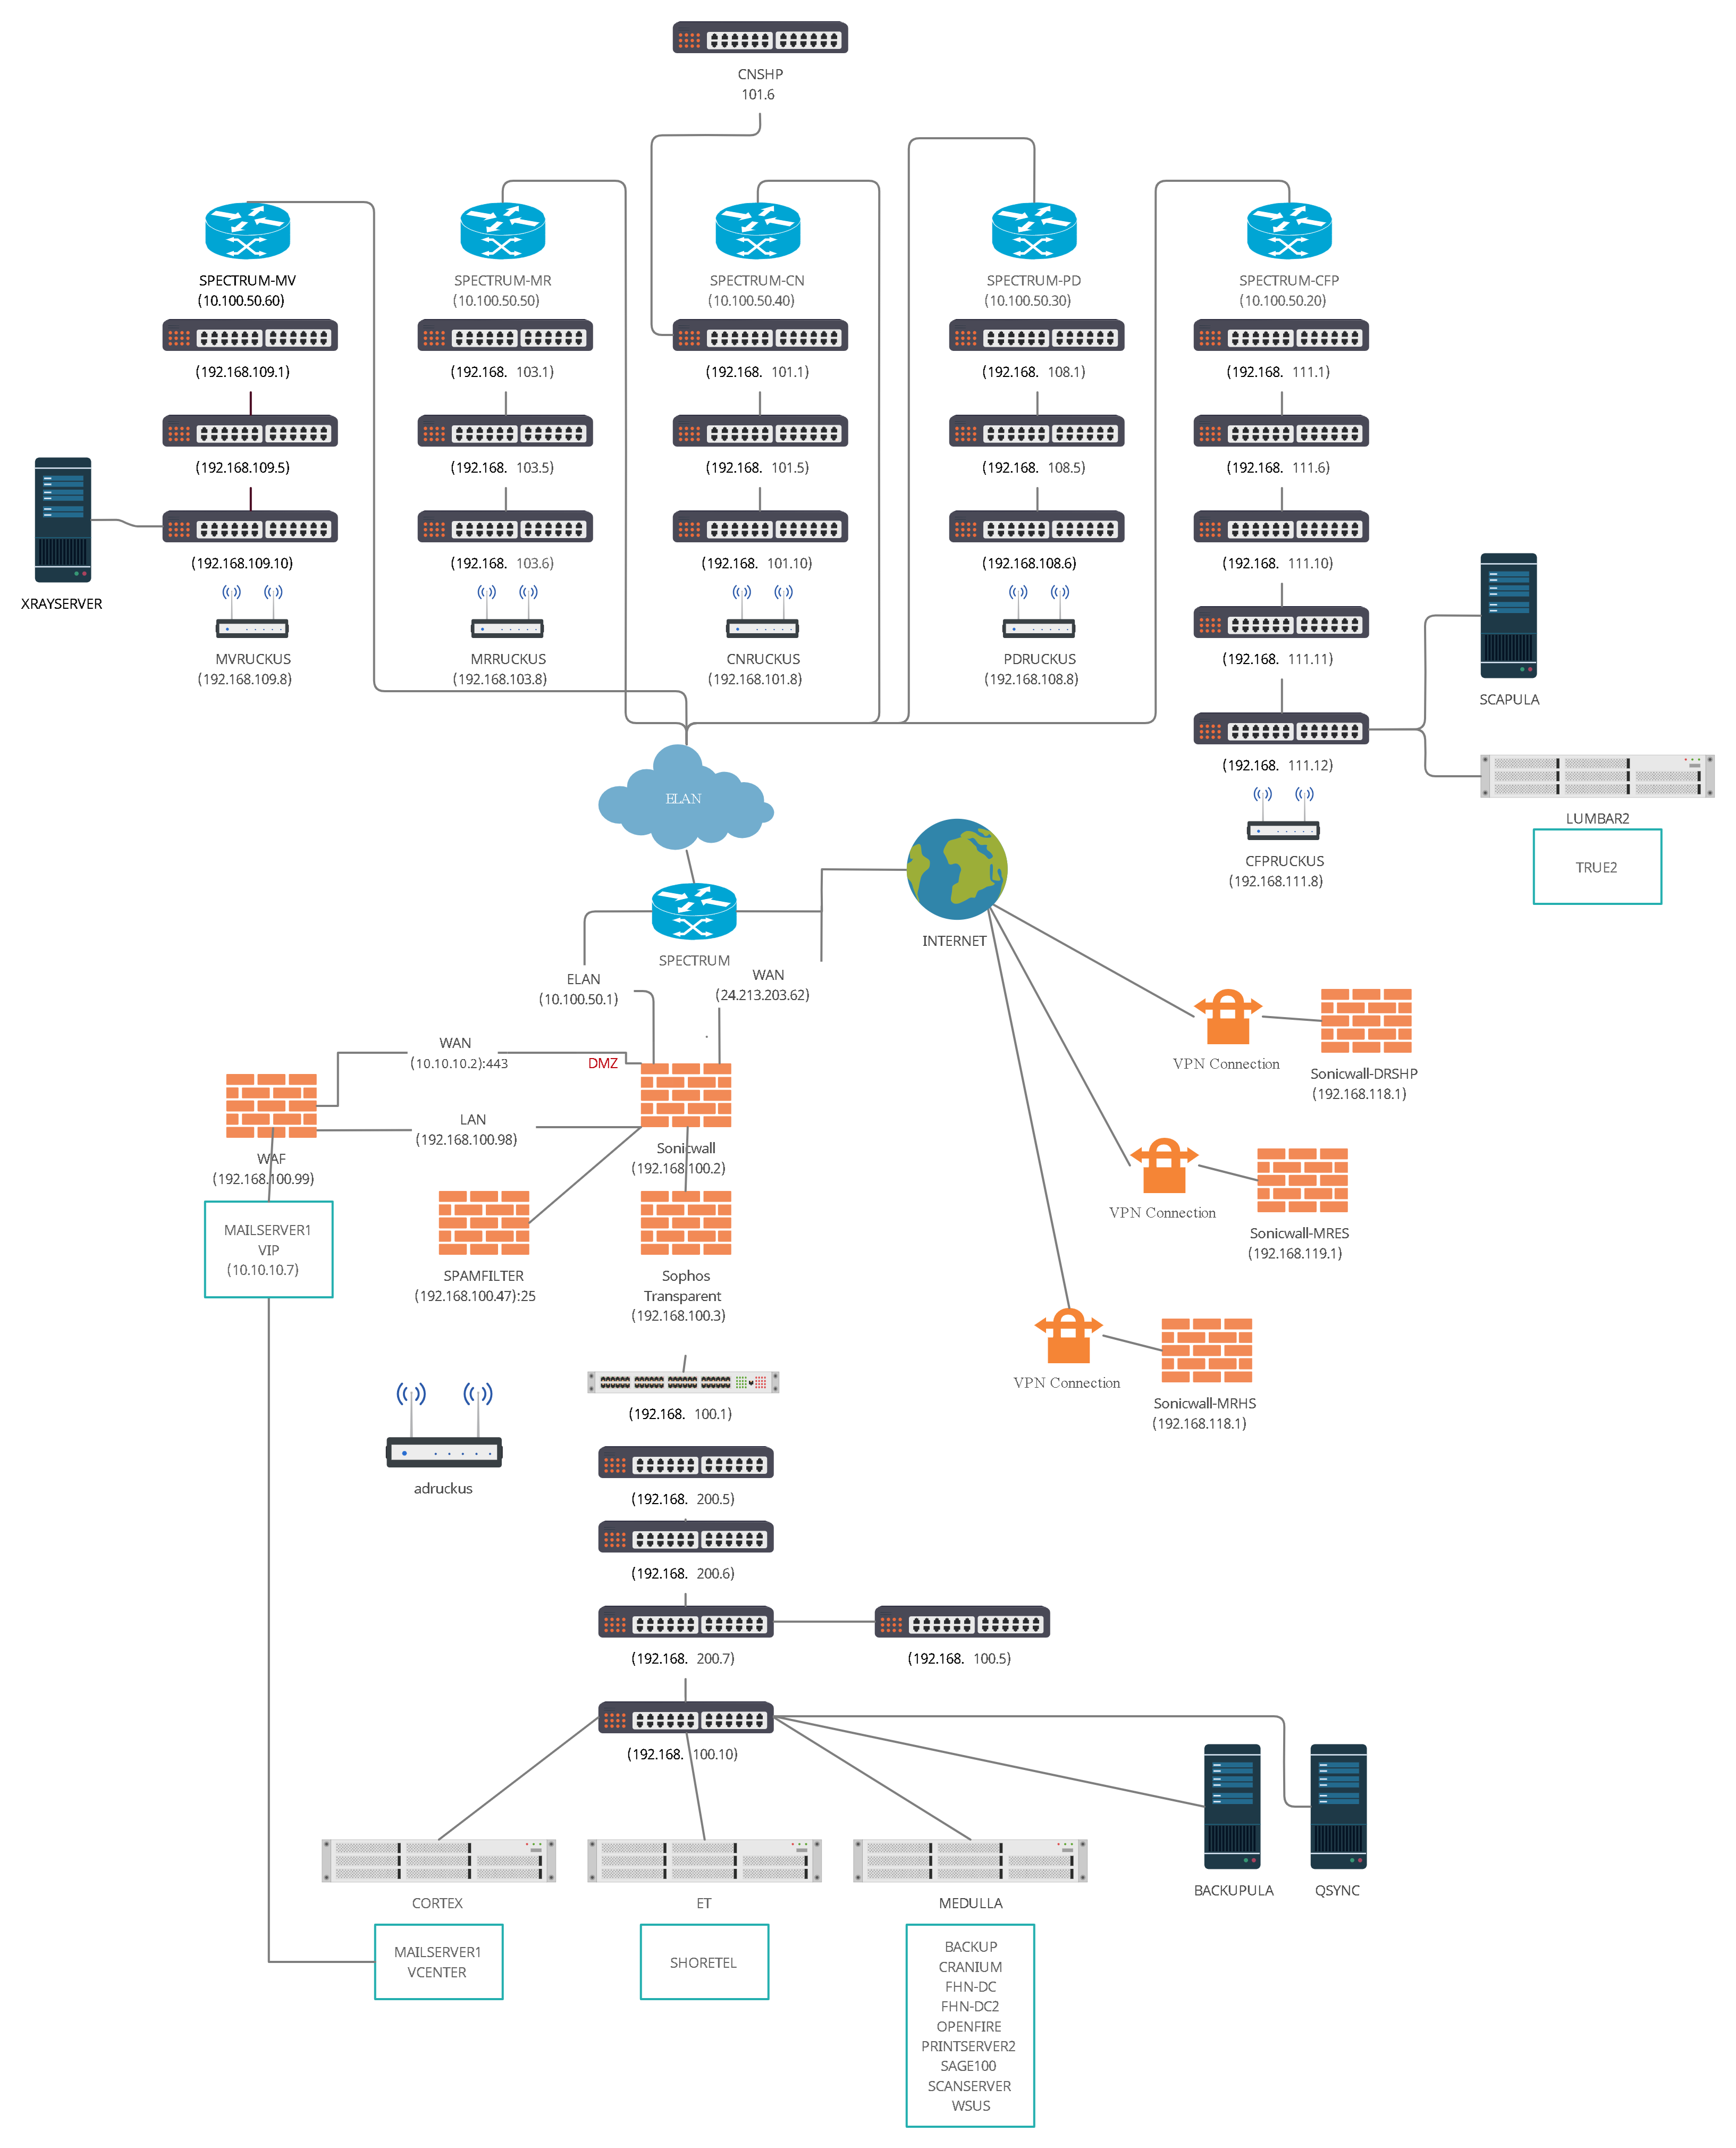 CNSHP
101.6
SPECTRUM-MV
(10.100.50.60)
SPECTRUM-MR
(10.100.50.50)
SPECTRUM-CN
(10.100.50.40)
SPECTRUM-PD
(10.100.50.30)
SPECTRUM-CFP
(10.100.50.20)
(192.168.109.1)
(192.168. 103.1)
(192.168. 101.1)
(192.168. 108.1)
(192.168. 111.1)
(192.168.109.5)
(192.168. 103.5)
(192.168. 101.5)
(192.168. 108.5)
(192.168. 111.6)
(192.168.109.10)
(192.168. 103.6)
(192.168. 101.10)
(192.168.108.6)
(192.168. 111.10)
XRAYSERVER
MVRUCKUS
(192.168.109.8)
MRRUCKUS
(192.168.103.8)
CNRUCKUS
(192.168.101.8)
PDRUCKUS
(192.168.108.8)
(192.168. 111.11)
SCAPULA
(192.168. 111.12)
LUMBAR2
TRUE2
CFPRUCKUS
(192.168.111.8)
ELAN
INTERNET
SPECTRUM
ELAN
(10.100.50.1)
WAN
(24.213.203.62)
WAN
(10.10.10.2):443
DMZ
LAN
(192.168.100.98)
Sonicwall
(192.168.100.2)
WAF
(192.168.100.99)
MAILSERVER1
VIP
(10.10.10.7)
SPAMFILTER
(192.168.100.47):25
Sophos
Transparent
(192.168.100.3)
VPN Connection
Sonicwall-DRSHP
(192.168.118.1)
VPN Connection
Sonicwall-MRES
(192.168.119.1)
VPN Connection
Sonicwall-MRHS
(192.168.118.1)
(192.168. 100.1)
adruckus
(192.168. 200.5)
(192.168. 200.6)
(192.168. 200.7)
(192.168. 100.5)
(192.168. 100.10)
BACKUPULA
QSYNC
CORTEX
ET
MEDULLA
MAILSERVER1
VCENTER
SHORETEL
BACKUP
CRANIUM
FHN-DC
FHN-DC2
OPENFIRE
PRINTSERVER2
SAGE100
SCANSERVER
WSUS